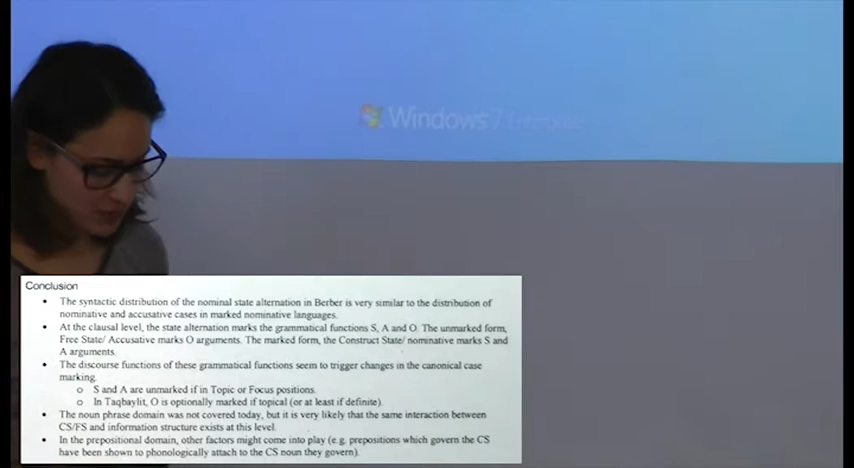 Windows 7
Conclusion
• The syntactic distribution of the nominal state alternation in Berber is very similar to the distribution of
nominative and accusative cases in marked nominative languages.
• At the clausal level, the state alternation marks the grammatical functions S, A and O. The unmarked form,
Free State/ Accusative marks O arguments. The marked form, the Construct State/ nominative marks S and
A arguments.
• The discourse functions of these grammatical functions seem to trigger changes in the canonical case
marking.
o S and A are unmarked if in Topic or Focus positions.
o In Taqbaylit, O is optionally marked if topical (or at least if definite).
• The noun phrase domain was not covered today, but it is very likely that the same interaction between
CS/FS and information structure exists at this level.
• In the prepositional domain, other factors might come into play (e.g. prepositions which govern the CS
have been shown to phonologically attach to the CS noun they govern).